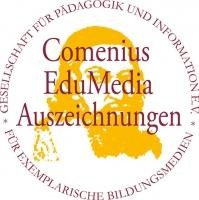 * GESELLSCHAFT FÜR PÄDAGOGIK UND INFORMATION E.V. *
Comenius
EduMedia
Auszeichnungen
FÜR EXEMPLARISCHE BILDUNGSMEDIEN